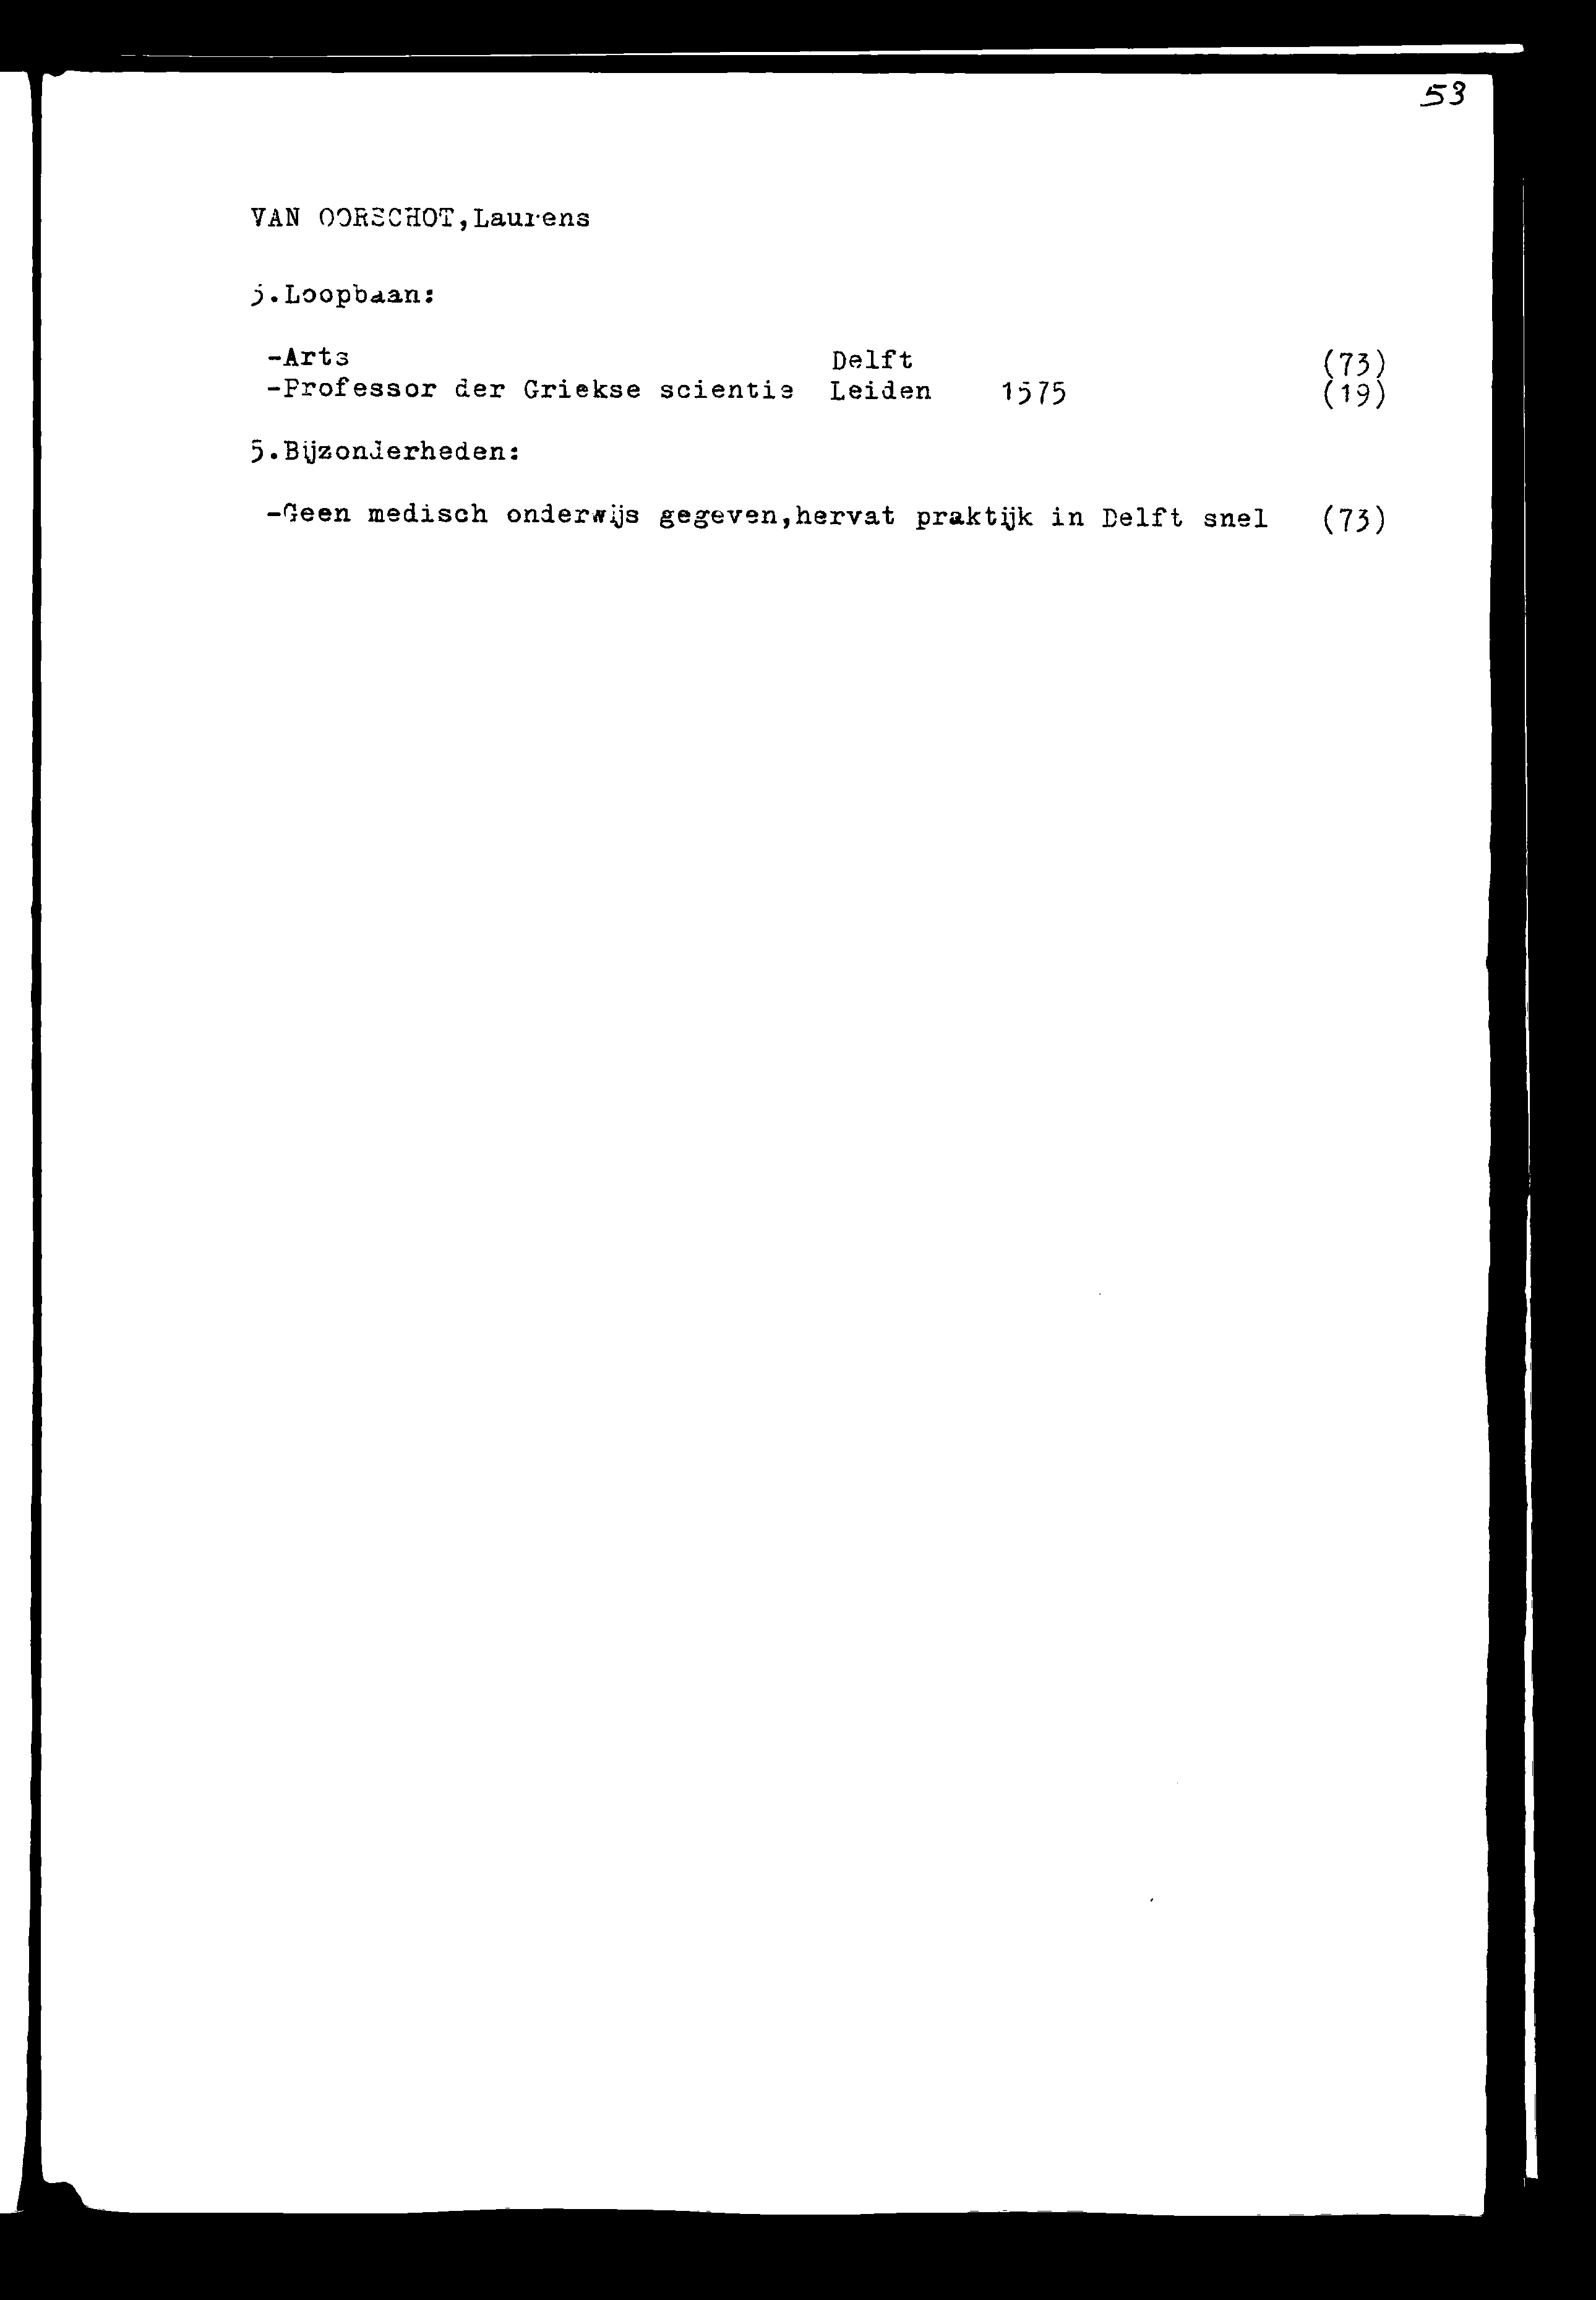 53
VAN OORSCHOT,Laurens
3.Loopbaan:
-Arts Delft (73)
-Professor der Griekse scientie Leiden 1575 (19)
5.Bijzonderheden:
-Geen medisch onderwijs gegeven,hervat praktijk in Delft snel (73)